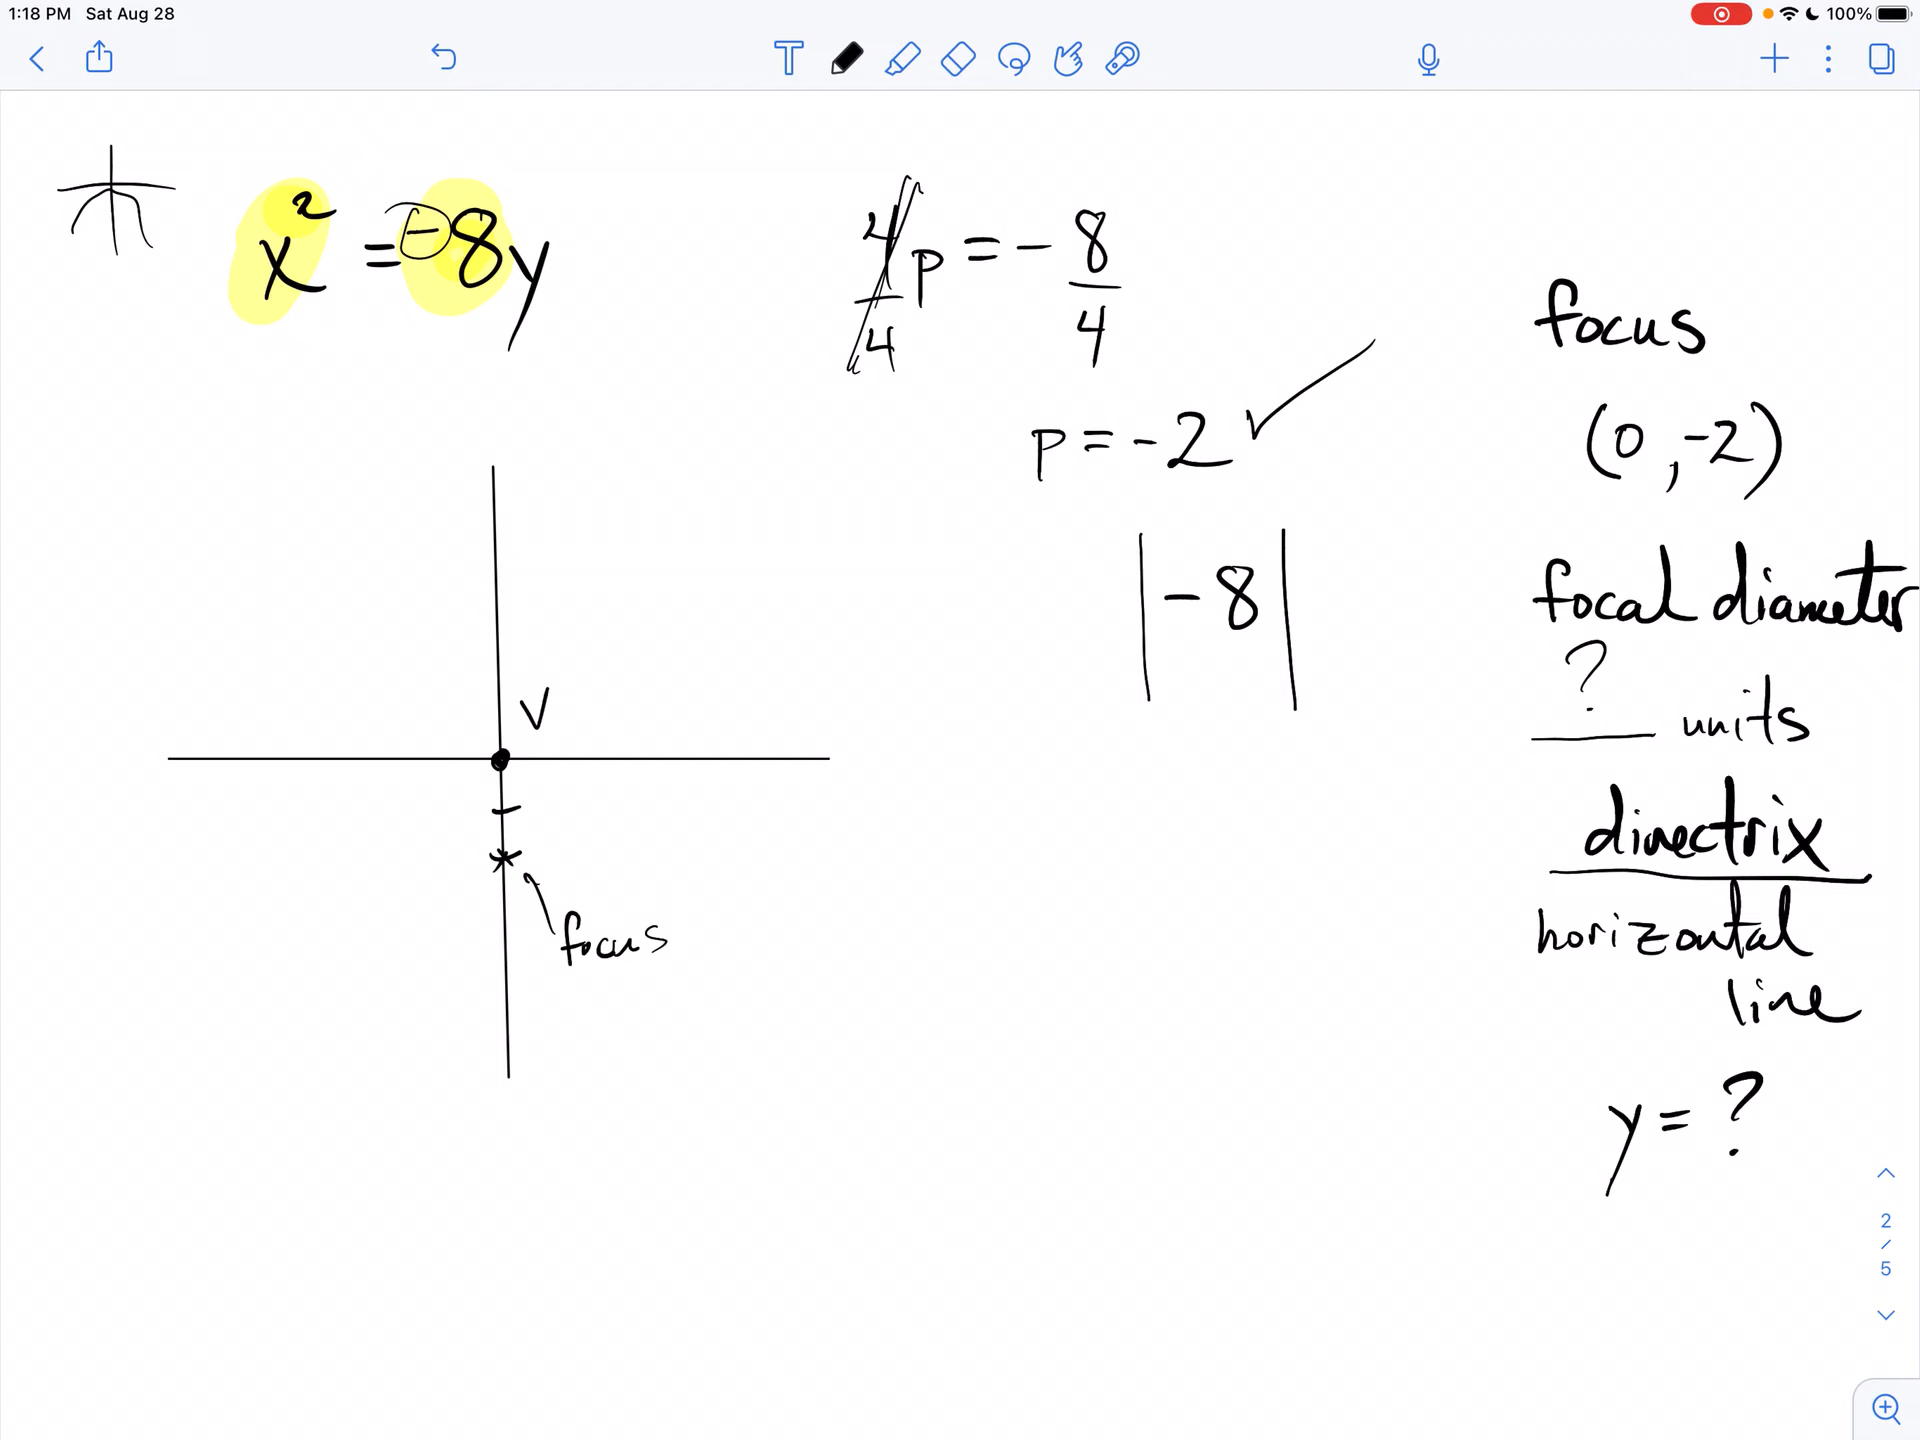 1:18 PM Sat Aug 28
100%
T
x² = -8y
4p = -8
4 4
p = -2 ✓
|-8|
V
focus
focus
(0, -2)
focal diameter
?
___ units
directrix
horizontal
line
y = ?
2
/
5